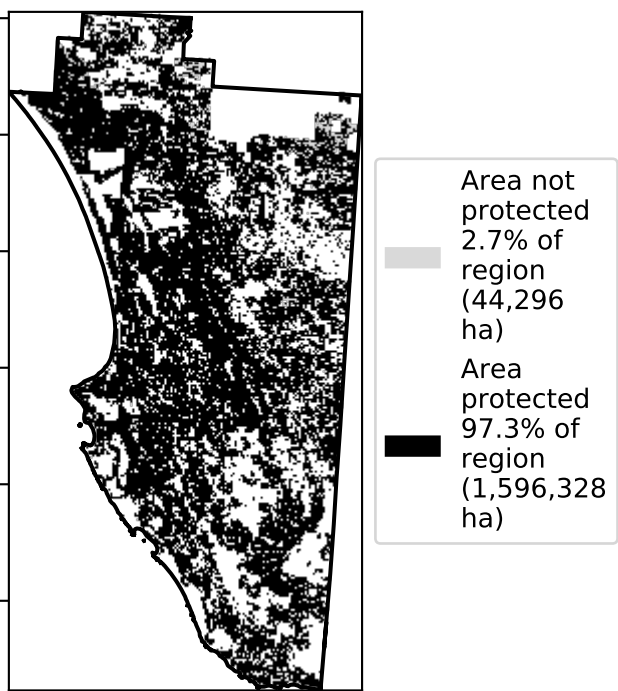 Area not
protected
2.7% of
region
(44,296
ha)
Area
protected
97.3% of
region
(1,596,328
ha)